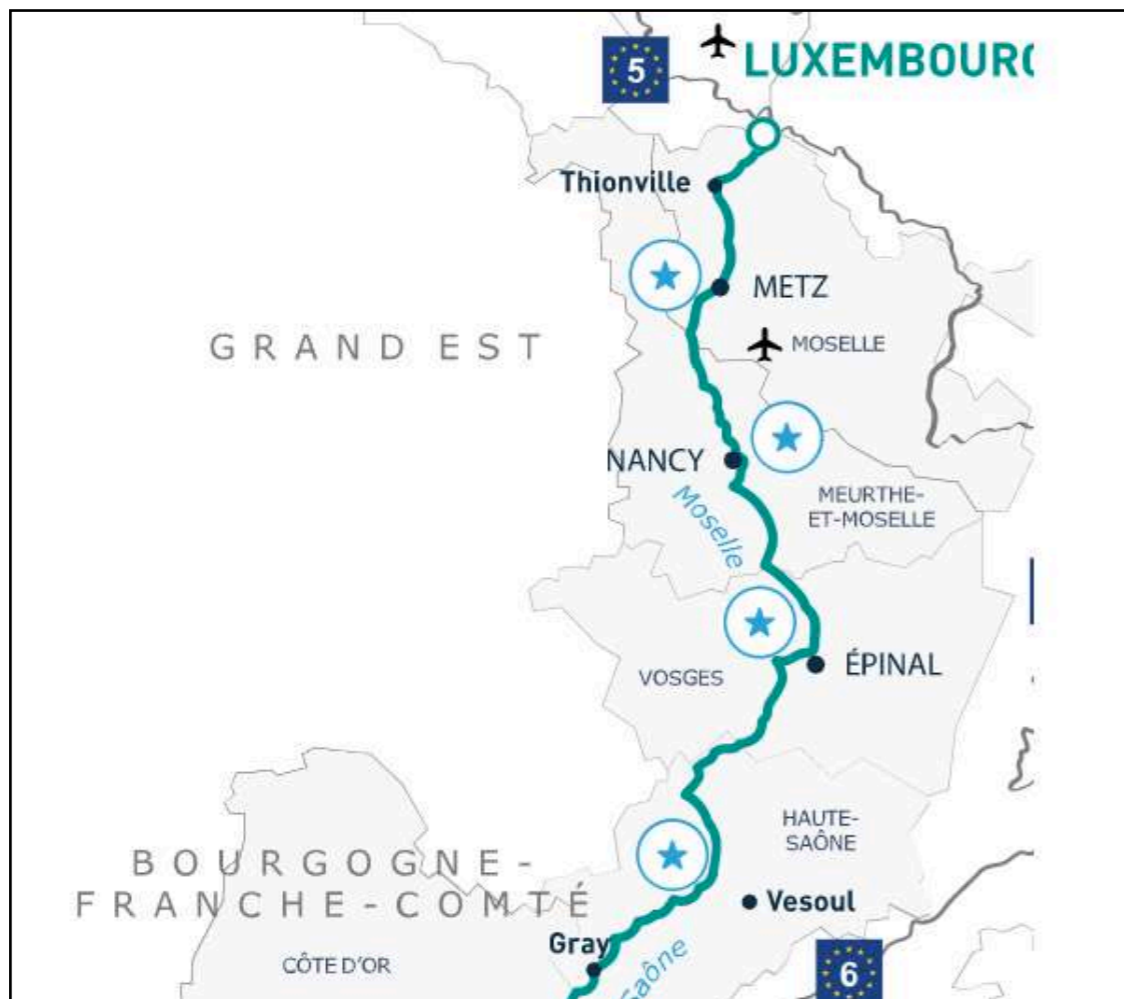 5
LUXEMBOURG
Thionville
METZ
GRAND EST
MOSELLE
NANCY
MEURTHE-
ET-MOSELLE
Moselle
ÉPINAL
VOSGES
HAUTE-
SAÔNE
BOURGOGNE-
FRANCHE-COMTÉ
Vesoul
Gray
CÔTE D'OR
Saône
6